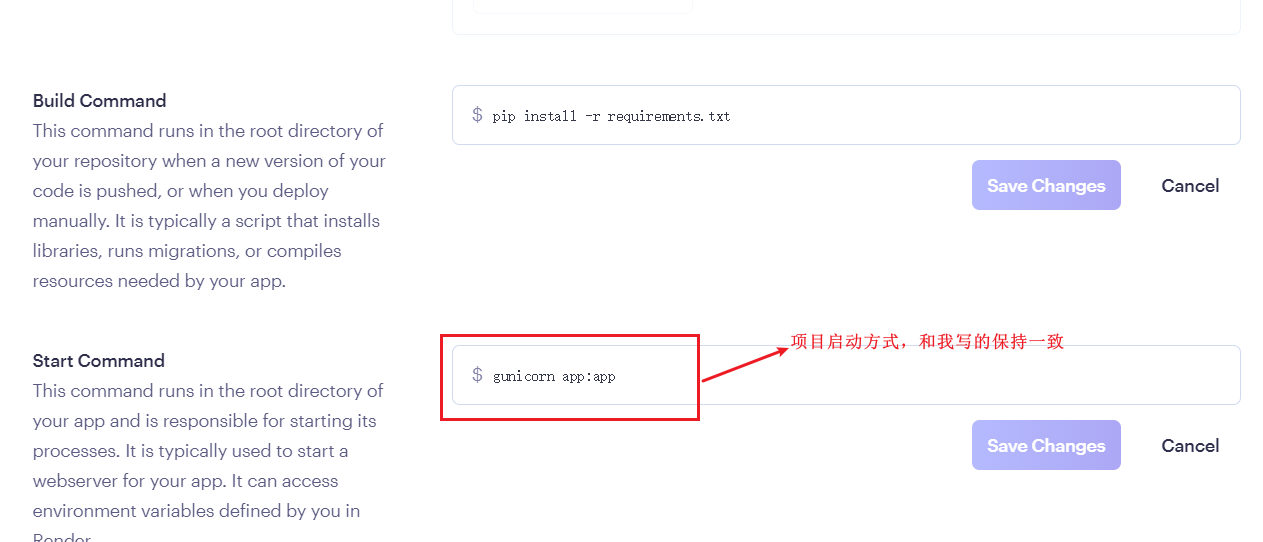 Build Command
This command runs in the root directory of
your repository when a new version of your
code is pushed, or when you deploy
manually. It is typically a script that installs
libraries, runs migrations, or compiles
resources needed by your app.
$ pip install -r requirements.txt
Save Changes Cancel
Start Command
This command runs in the root directory of
your app and is responsible for starting its
processes. It is typically used to start a
webserver for your app. It can access
environment variables defined by you in
Render.
项目启动方式，和我写的保持一致
$ gunicorn app:app
Save Changes Cancel